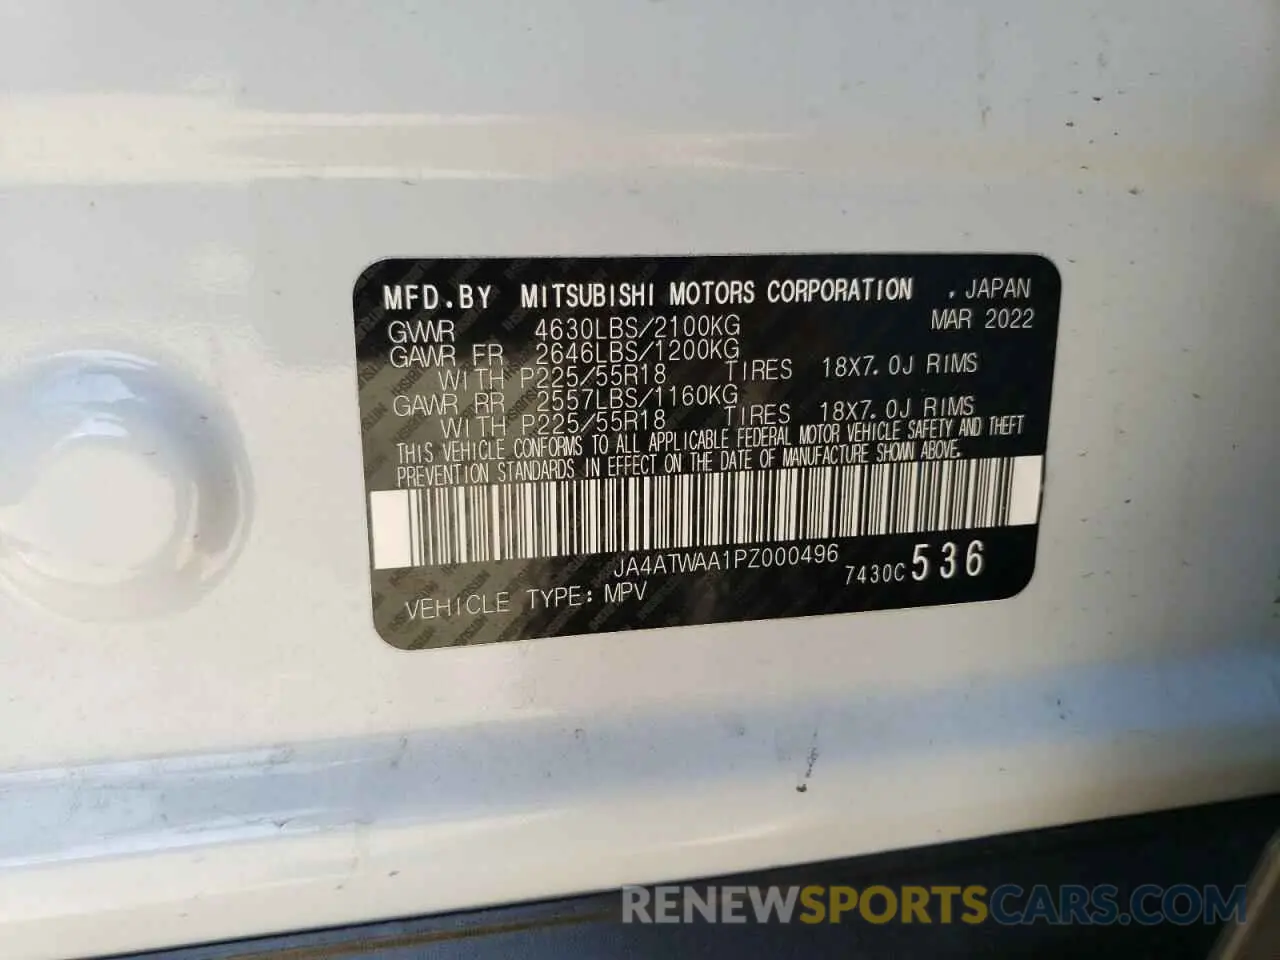 MFD.BY MITSUBISHI MOTORS CORPORATION . JAPAN
MAR 2022
GVWR 4630LBS/2100KG
GAWR FR 2646LBS/1200KG
WITH P225/55R18 TIRES 18X7.0J RIMS
GAWR RR 2557LBS/1160KG
WITH P225/55R18 TIRES 18X7.0J RIMS
THIS VEHICLE CONFORMS TO ALL APPLICABLE FEDERAL MOTOR VEHICLE SAFETY AND THEFT
PREVENTION STANDARDS IN EFFECT ON THE DATE OF MANUFACTURE SHOWN ABOVE.
JA4ATWAA1PZ000496
7430C 536
VEHICLE TYPE: MPV
RENEWSPORTSCARS.COM